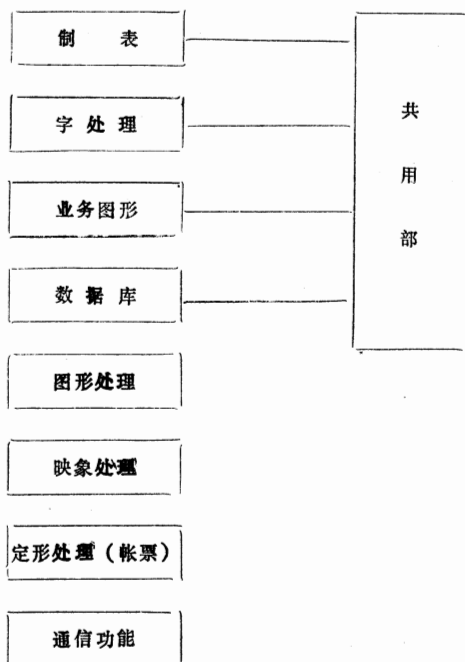 制 表
字处理
业务图形
数据库
图形处理
映象处理
定形处理（帐票）
通信功能
共
用
部